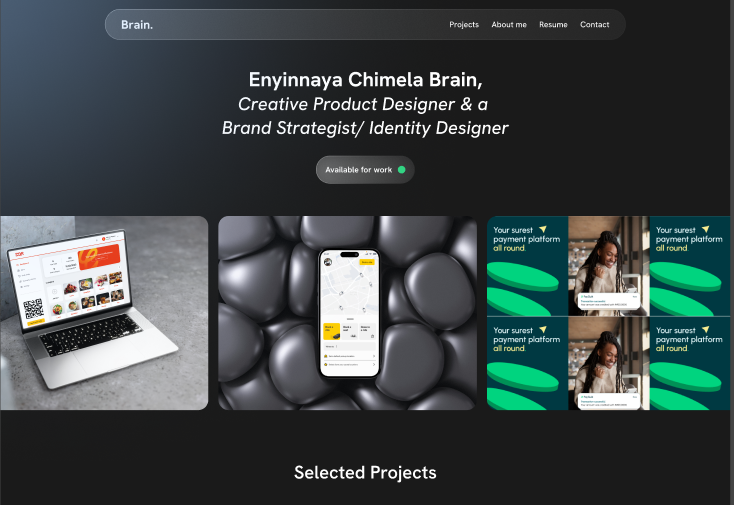 Brain.
Projects About me Resume Contact
Enyinnaya Chimela Brain,
Creative Product Designer & a
Brand Strategist/ Identity Designer
Available for work
Your surest
payment platform
all round.
Your surest
payment platform
all round.
Your surest
payment platform
all round.
Your surest
payment platform
all round.
Selected Projects